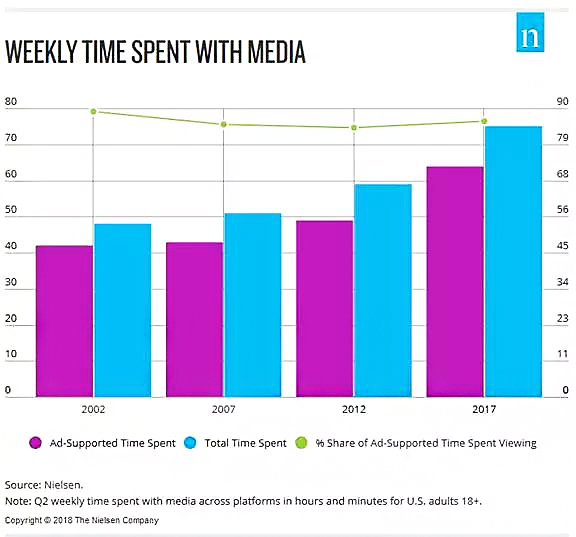 n
WEEKLY TIME SPENT WITH MEDIA
80 90
70 79
60 68
50 56
40 45
30 34
20 23
10 11
0 0
2002 2007 2012 2017
Ad-Supported Time Spent Total Time Spent % Share of Ad-Supported Time Spent Viewing
Source: Nielsen.
Note: Q2 weekly time spent with media across platforms in hours and minutes for U.S. adults 18+.
Copyright © 2018 The Nielsen Company